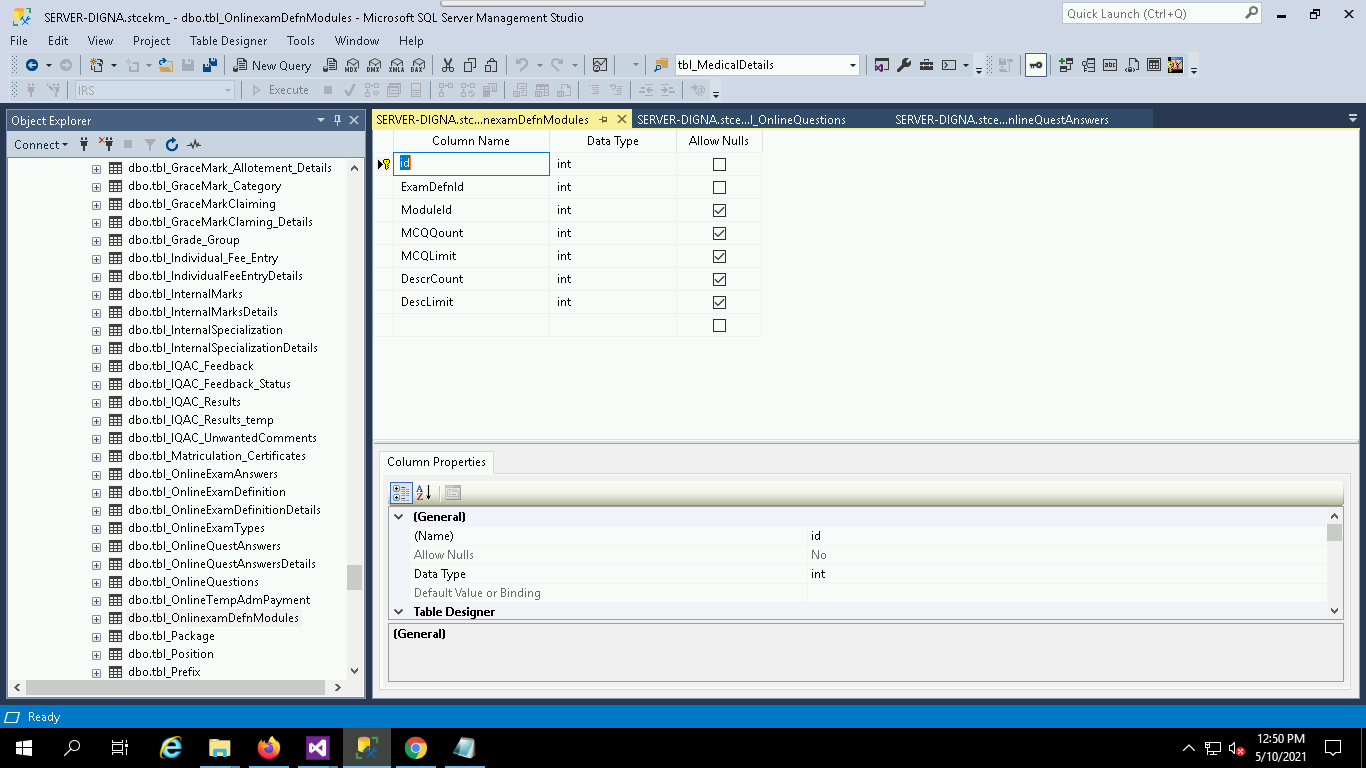 SERVER-DIGNA.stcekm_ - dbo.tbl_OnlinexamDefnModules - Microsoft SQL Server Management Studio
Quick Launch (Ctrl+Q)
File Edit View Project Table Designer Tools Window Help
New Query MDX DMX XMLA DAX tbl_MedicalDetails
IRS Execute
Object Explorer
Connect
dbo.tbl_GraceMark_Allotement_Details
dbo.tbl_GraceMark_Category
dbo.tbl_GraceMarkClaiming
dbo.tbl_GraceMarkClaming_Details
dbo.tbl_Grade_Group
dbo.tbl_Individual_Fee_Entry
dbo.tbl_IndividualFeeEntryDetails
dbo.tbl_InternalMarks
dbo.tbl_InternalMarksDetails
dbo.tbl_InternalSpecialization
dbo.tbl_InternalSpecializationDetails
dbo.tbl_IQAC_Feedback
dbo.tbl_IQAC_Feedback_Status
dbo.tbl_IQAC_Results
dbo.tbl_IQAC_Results_temp
dbo.tbl_IQAC_UnwantedComments
dbo.tbl_Matriculation_Certificates
dbo.tbl_OnlineExamAnswers
dbo.tbl_OnlineExamDefinition
dbo.tbl_OnlineExamDefinitionDetails
dbo.tbl_OnlineExamTypes
dbo.tbl_OnlineQuestAnswers
dbo.tbl_OnlineQuestAnswersDetails
dbo.tbl_OnlineQuestions
dbo.tbl_OnlineTempAdmPayment
dbo.tbl_OnlinexamDefnModules
dbo.tbl_Package
dbo.tbl_Position
dbo.tbl_Prefix
SERVER-DIGNA.stc...nexamDefnModules SERVER-DIGNA.stce...l_OnlineQuestions SERVER-DIGNA.stce...nlineQuestAnswers
Column Name Data Type Allow Nulls
id int
ExamDefnId int
ModuleId int
MCQQount int
MCQLimit int
DescrCount int
DescLimit int
Column Properties
(General)
(Name) id
Allow Nulls No
Data Type int
Default Value or Binding
Table Designer
(General)
Ready
12:50 PM
5/10/2021